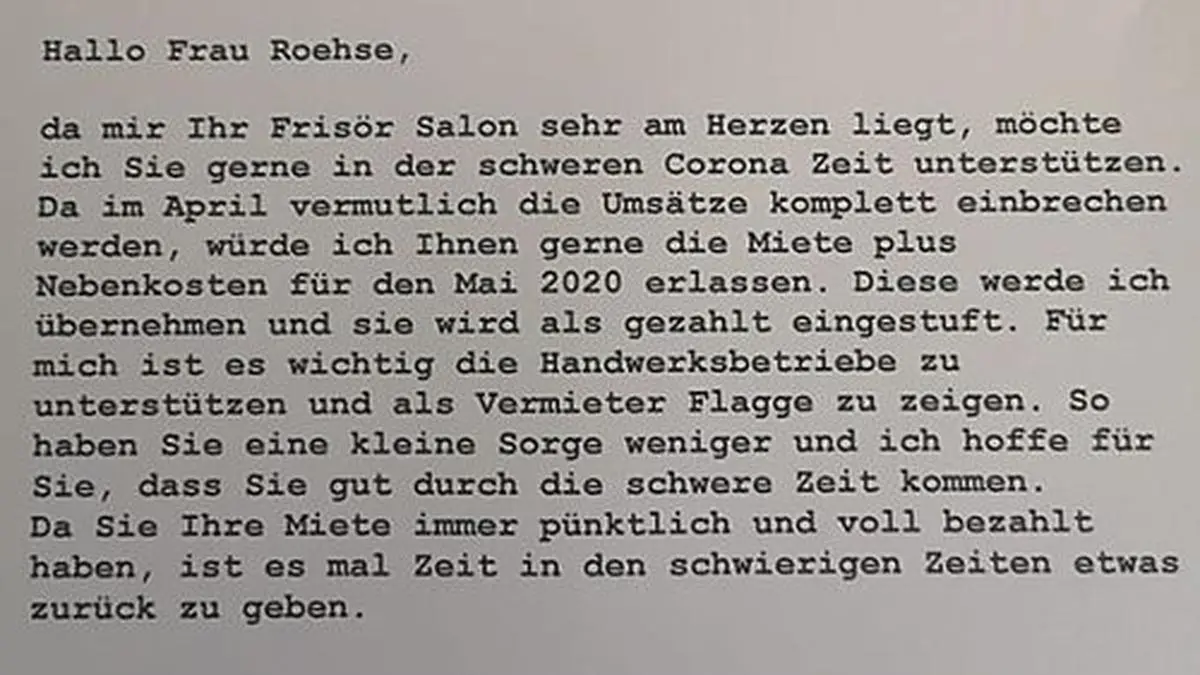 Hallo Frau Roehse,
da mir Ihr Frisör Salon sehr am Herzen liegt, möchte
ich Sie gerne in der schweren Corona Zeit unterstützen.
Da im April vermutlich die Umsätze komplett einbrechen
werden, würde ich Ihnen gerne die Miete plus
Nebenkosten für den Mai 2020 erlassen. Diese werde ich
übernehmen und sie wird als gezahlt eingestuft. Für
mich ist es wichtig die Handwerksbetriebe zu
unterstützen und als Vermieter Flagge zu zeigen. So
haben Sie eine kleine Sorge weniger und ich hoffe für
Sie, dass Sie gut durch die schwere Zeit kommen.
Da Sie Ihre Miete immer pünktlich und voll bezahlt
haben, ist es mal Zeit in den schwierigen Zeiten etwas
zurück zu geben.